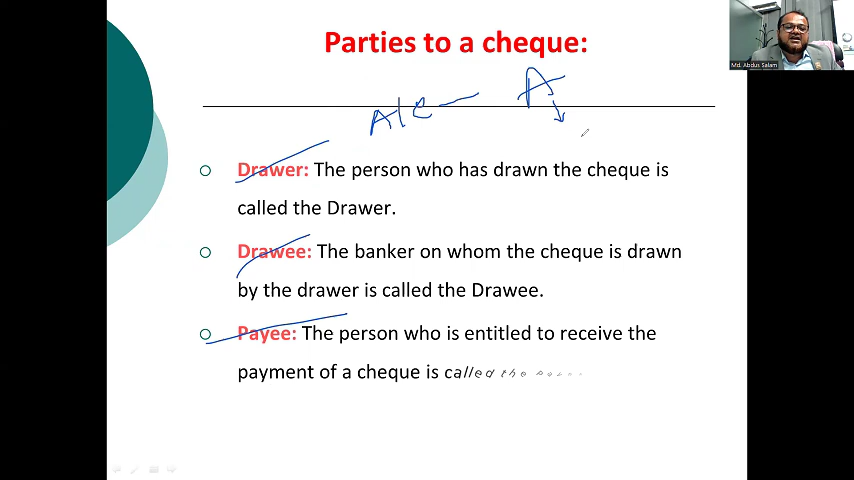 Parties to a cheque:
Md. Abdus Salam
A/c
A
Drawer: The person who has drawn the cheque is
called the Drawer.
Drawee: The banker on whom the cheque is drawn
by the drawer is called the Drawee.
Payee: The person who is entitled to receive the
payment of a cheque is called the